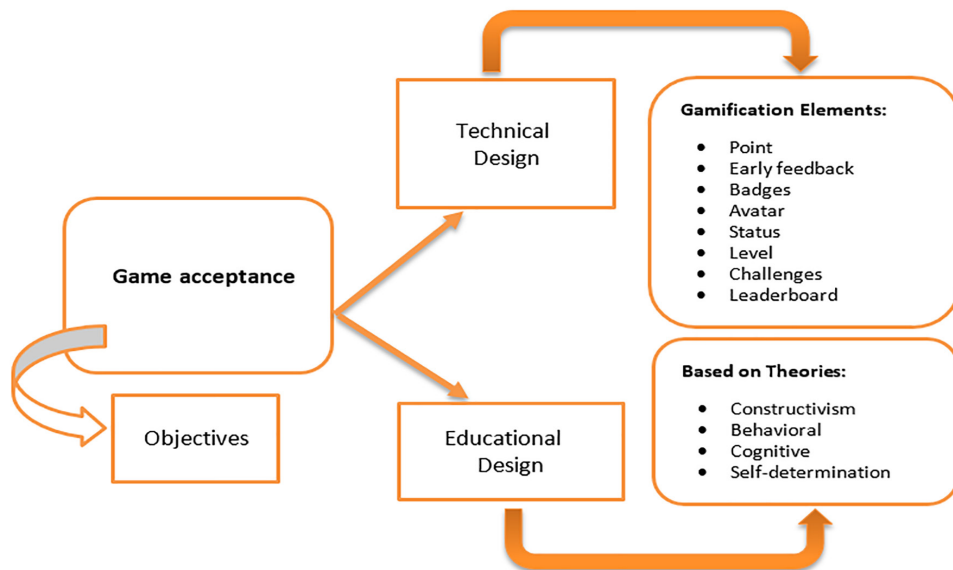 Technical
Design
Gamification Elements:
• Point
• Early feedback
• Badges
• Avatar
• Status
• Level
• Challenges
• Leaderboard
Game acceptance
Objectives
Educational
Design
Based on Theories:
• Constructivism
• Behavioral
• Cognitive
• Self-determination